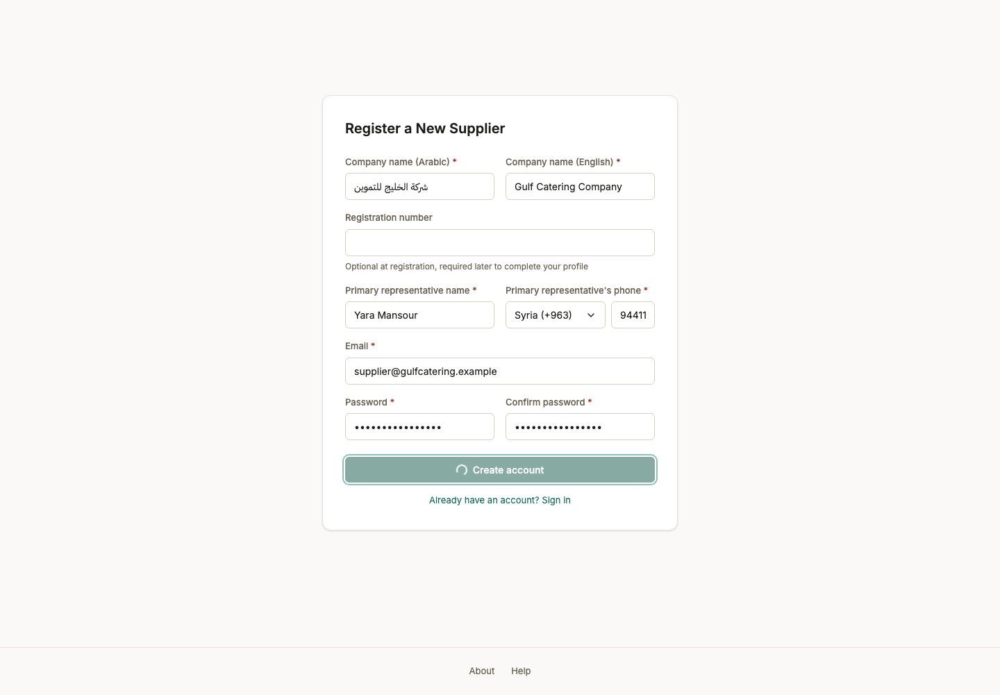 Register a New Supplier
Company name (Arabic) *
Company name (English) *
شركة الخليج للتموين
Gulf Catering Company
Registration number
Optional at registration, required later to complete your profile
Primary representative name *
Primary representative's phone *
Yara Mansour
Syria (+963)
94411
Email *
supplier@gulfcatering.example
Password *
Confirm password *
••••••••••••••••
••••••••••••••••
Create account
Already have an account? Sign in
About
Help